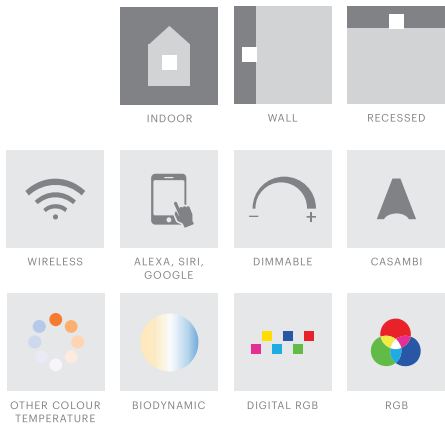 INDOOR
WALL
RECESSED
WIRELESS
ALEXA, SIRI,
GOOGLE
DIMMABLE
CASAMBI
OTHER COLOUR
TEMPERATURE
BIODYNAMIC
DIGITAL RGB
RGB